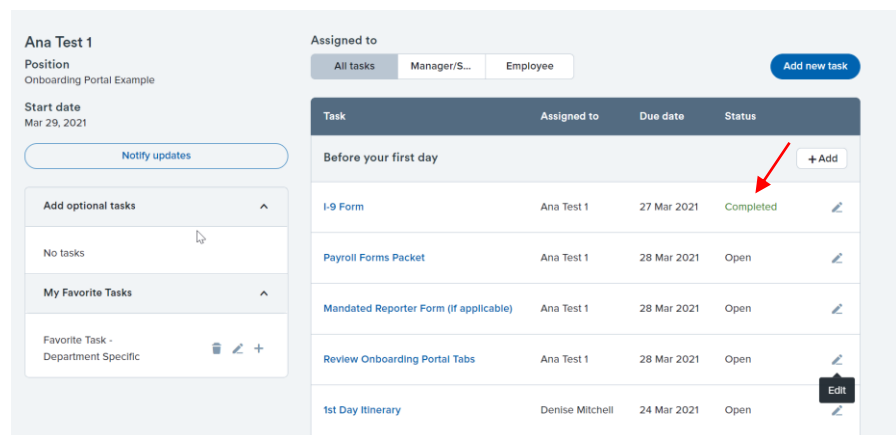 Ana Test 1
Position
Onboarding Portal Example
Start date
Mar 29, 2021
Notify updates
Add optional tasks
No tasks
My Favorite Tasks
Favorite Task -
Department Specific
Assigned to
All tasks Manager/S... Employee
Add new task
Task Assigned to Due date Status
Before your first day
+ Add
I-9 Form Ana Test 1 27 Mar 2021 Completed
Payroll Forms Packet Ana Test 1 28 Mar 2021 Open
Mandated Reporter Form (if applicable) Ana Test 1 28 Mar 2021 Open
Review Onboarding Portal Tabs Ana Test 1 28 Mar 2021 Open
Edit
1st Day Itinerary Denise Mitchell 24 Mar 2021 Open